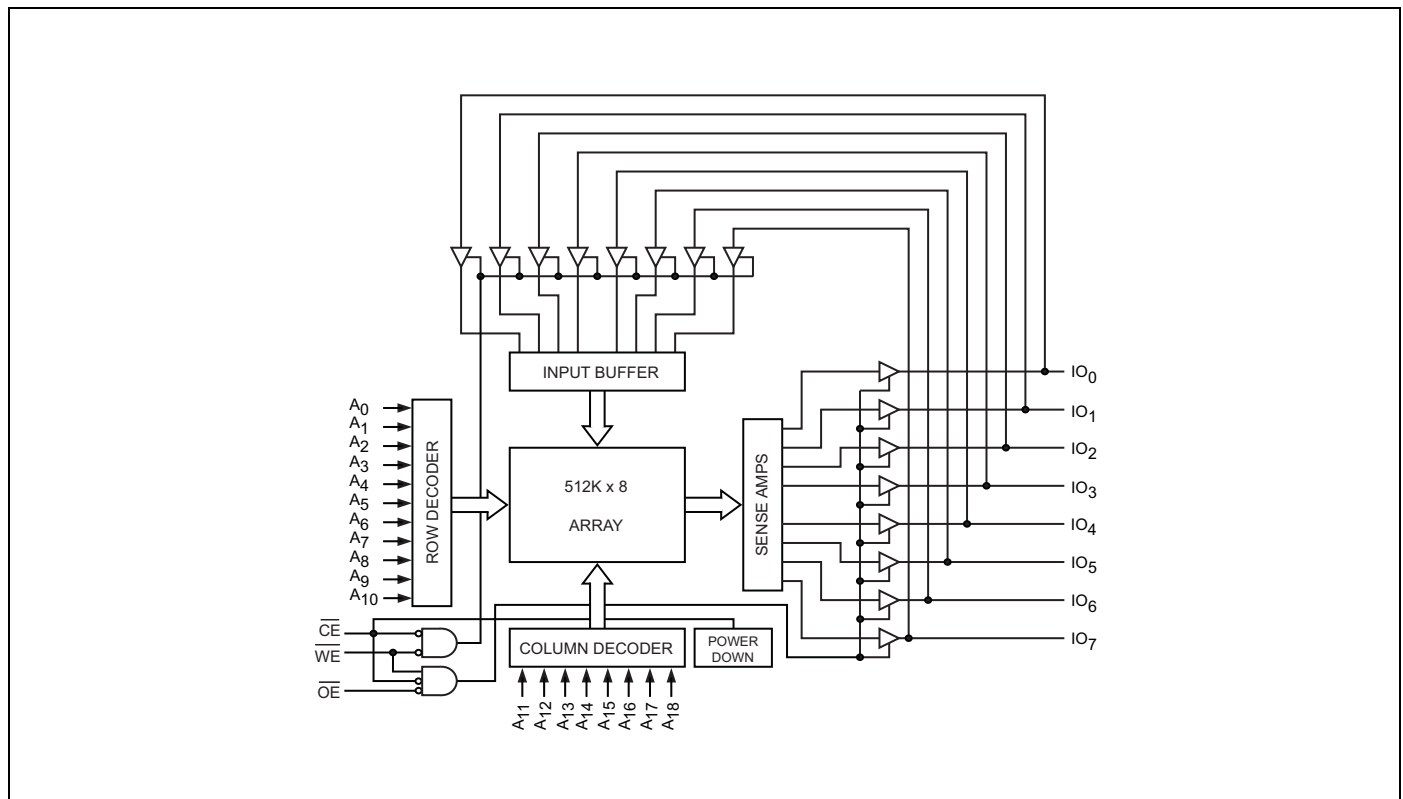 INPUT BUFFER
A0
A1
A2
A3
A4
A5
A6
A7
A8
A9
A10
ROW DECODER
512K x 8
ARRAY
SENSE AMPS
IO0
IO1
IO2
IO3
IO4
IO5
IO6
IO7
CE
WE
OE
COLUMN DECODER
POWER
DOWN
A11
A12
A13
A14
A15
A16
A17
A18